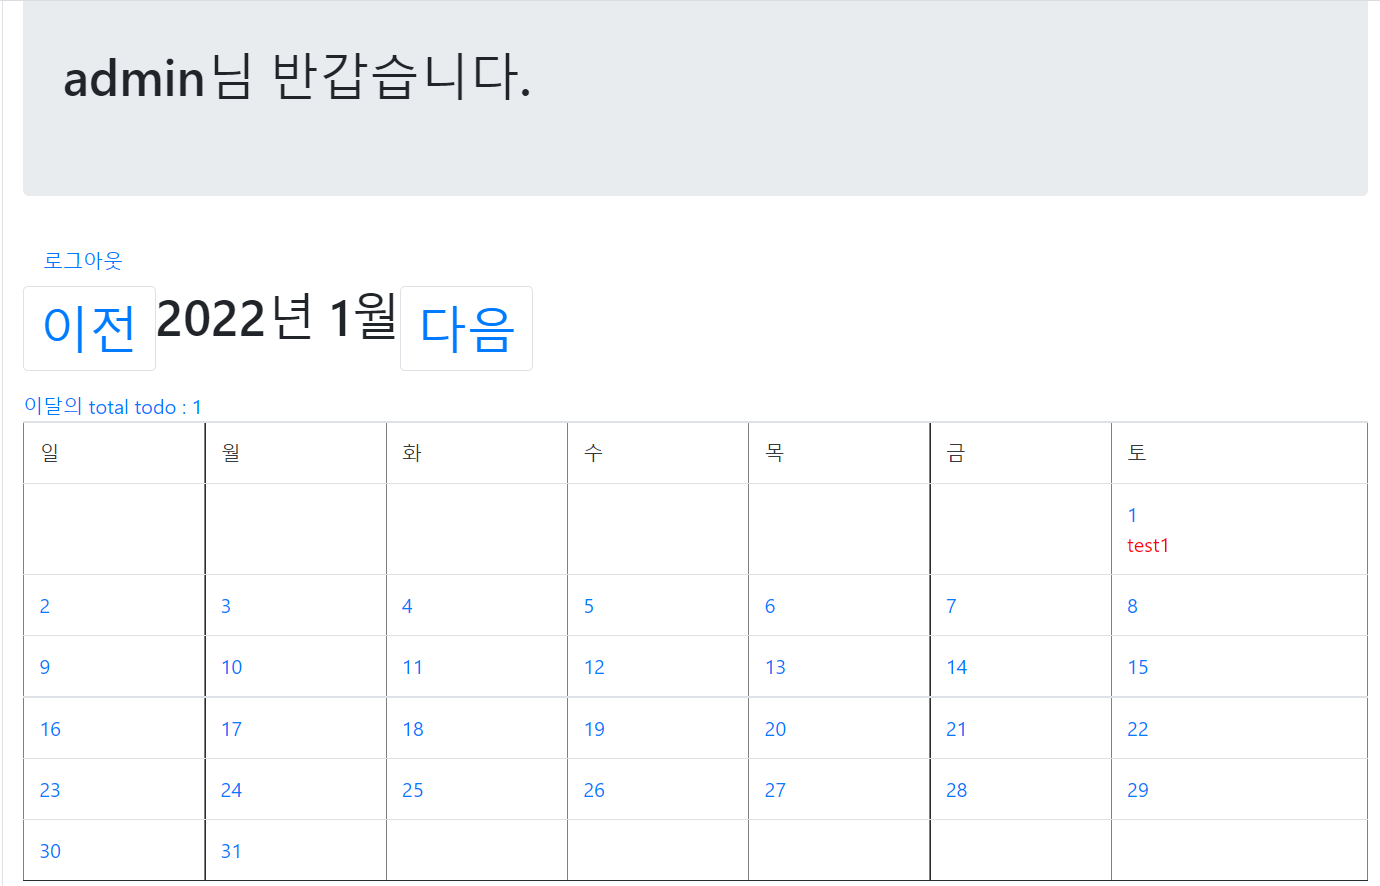 admin님 반갑습니다.
로그아웃
이전 2022년 1월 다음
이달의 total todo : 1
일 월 화 수 목 금 토
1
test1
2 3 4 5 6 7 8
9 10 11 12 13 14 15
16 17 18 19 20 21 22
23 24 25 26 27 28 29
30 31